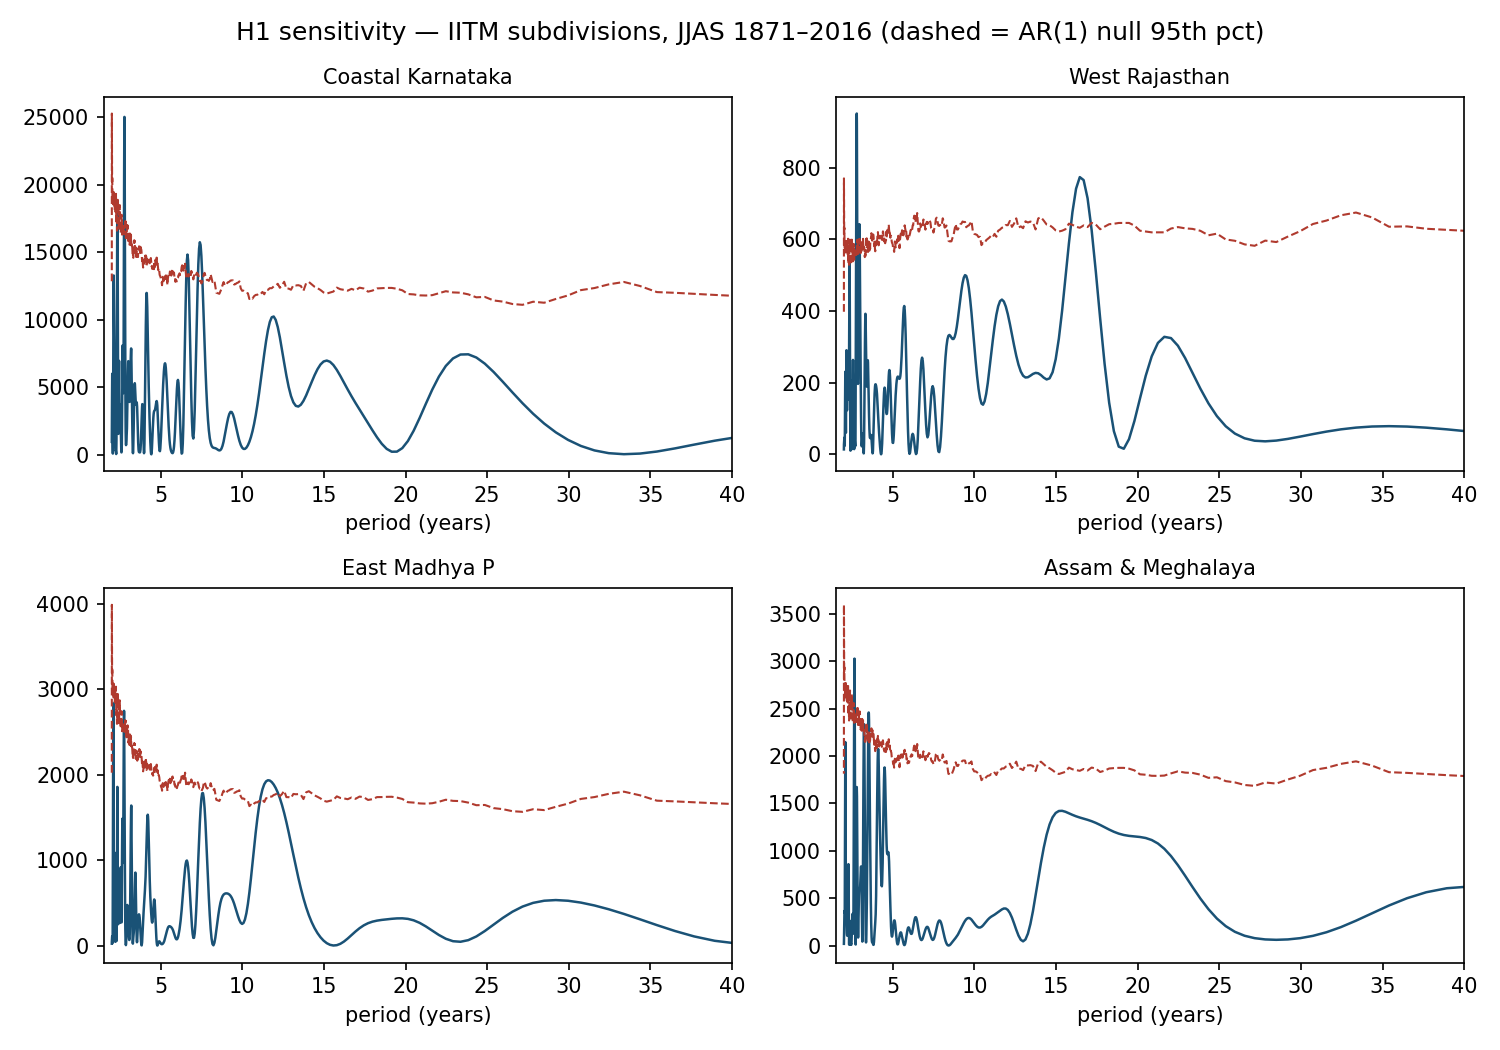 H1 sensitivity — IITM subdivisions, JJAS 1871–2016 (dashed = AR(1) null 95th pct)
Coastal Karnataka
25000
20000
15000
10000
5000
0
5 10 15 20 25 30 35 40
period (years)
West Rajasthan
800
600
400
200
0
5 10 15 20 25 30 35 40
period (years)
East Madhya P
4000
3000
2000
1000
0
5 10 15 20 25 30 35 40
period (years)
Assam & Meghalaya
3500
3000
2500
2000
1500
1000
500
0
5 10 15 20 25 30 35 40
period (years)